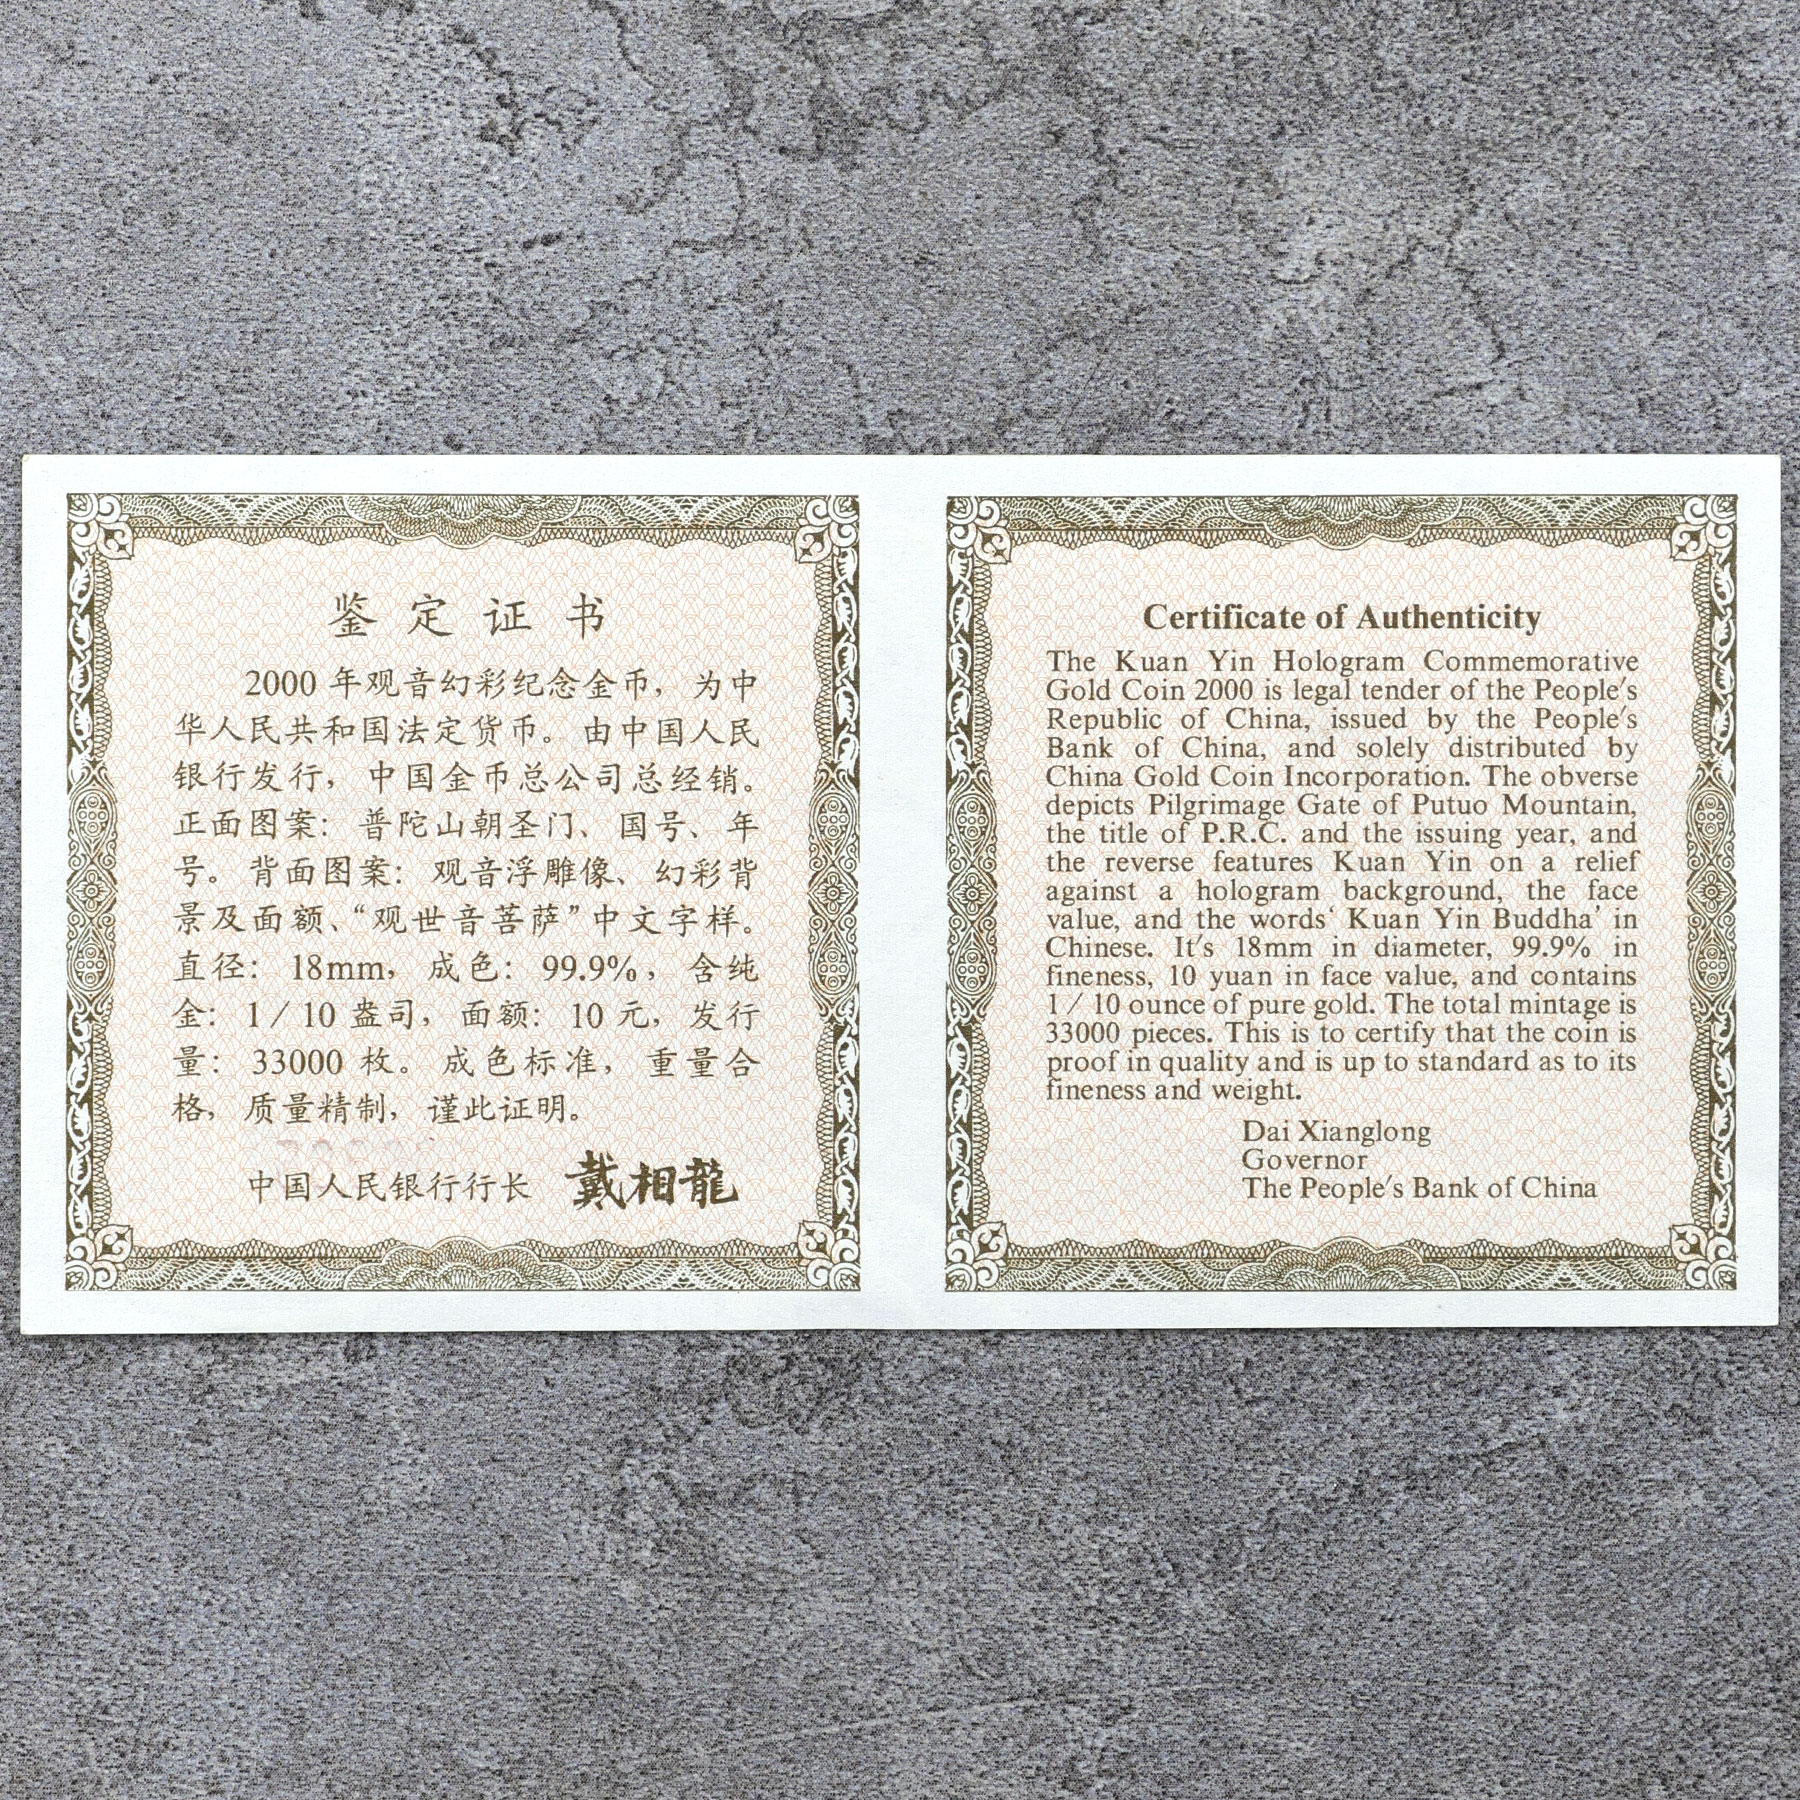 鉴定证书
2000 年观音幻彩纪念金币，为中
华人民共和国法定货币。由中国人民
银行发行，中国金币总公司总经销。
正面图案：普陀山朝圣门、国号、年
号。背面图案：观音浮雕像、幻彩背
景及面额、“观世音菩萨”中文字样。
直径：18mm，成色：99.9%，含纯
金：1/10 盎司，面额：10 元，发行
量：33000 枚。成色标准，重量合
格，质量精制，谨此证明。
中国人民银行行长 戴相龍
Certificate of Authenticity
The Kuan Yin Hologram Commemorative
Gold Coin 2000 is legal tender of the People's
Republic of China, issued by the People's
Bank of China, and solely distributed by
China Gold Coin Incorporation. The obverse
depicts Pilgrimage Gate of Putuo Mountain,
the title of P.R.C. and the issuing year, and
the reverse features Kuan Yin on a relief
against a hologram background, the face
value, and the words‘ Kuan Yin Buddha’ in
Chinese. It's 18mm in diameter, 99.9% in
fineness, 10 yuan in face value, and contains
1/10 ounce of pure gold. The total mintage is
33000 pieces. This is to certify that the coin is
proof in quality and is up to standard as to its
fineness and weight.
Dai Xianglong
Governor
The People's Bank of China